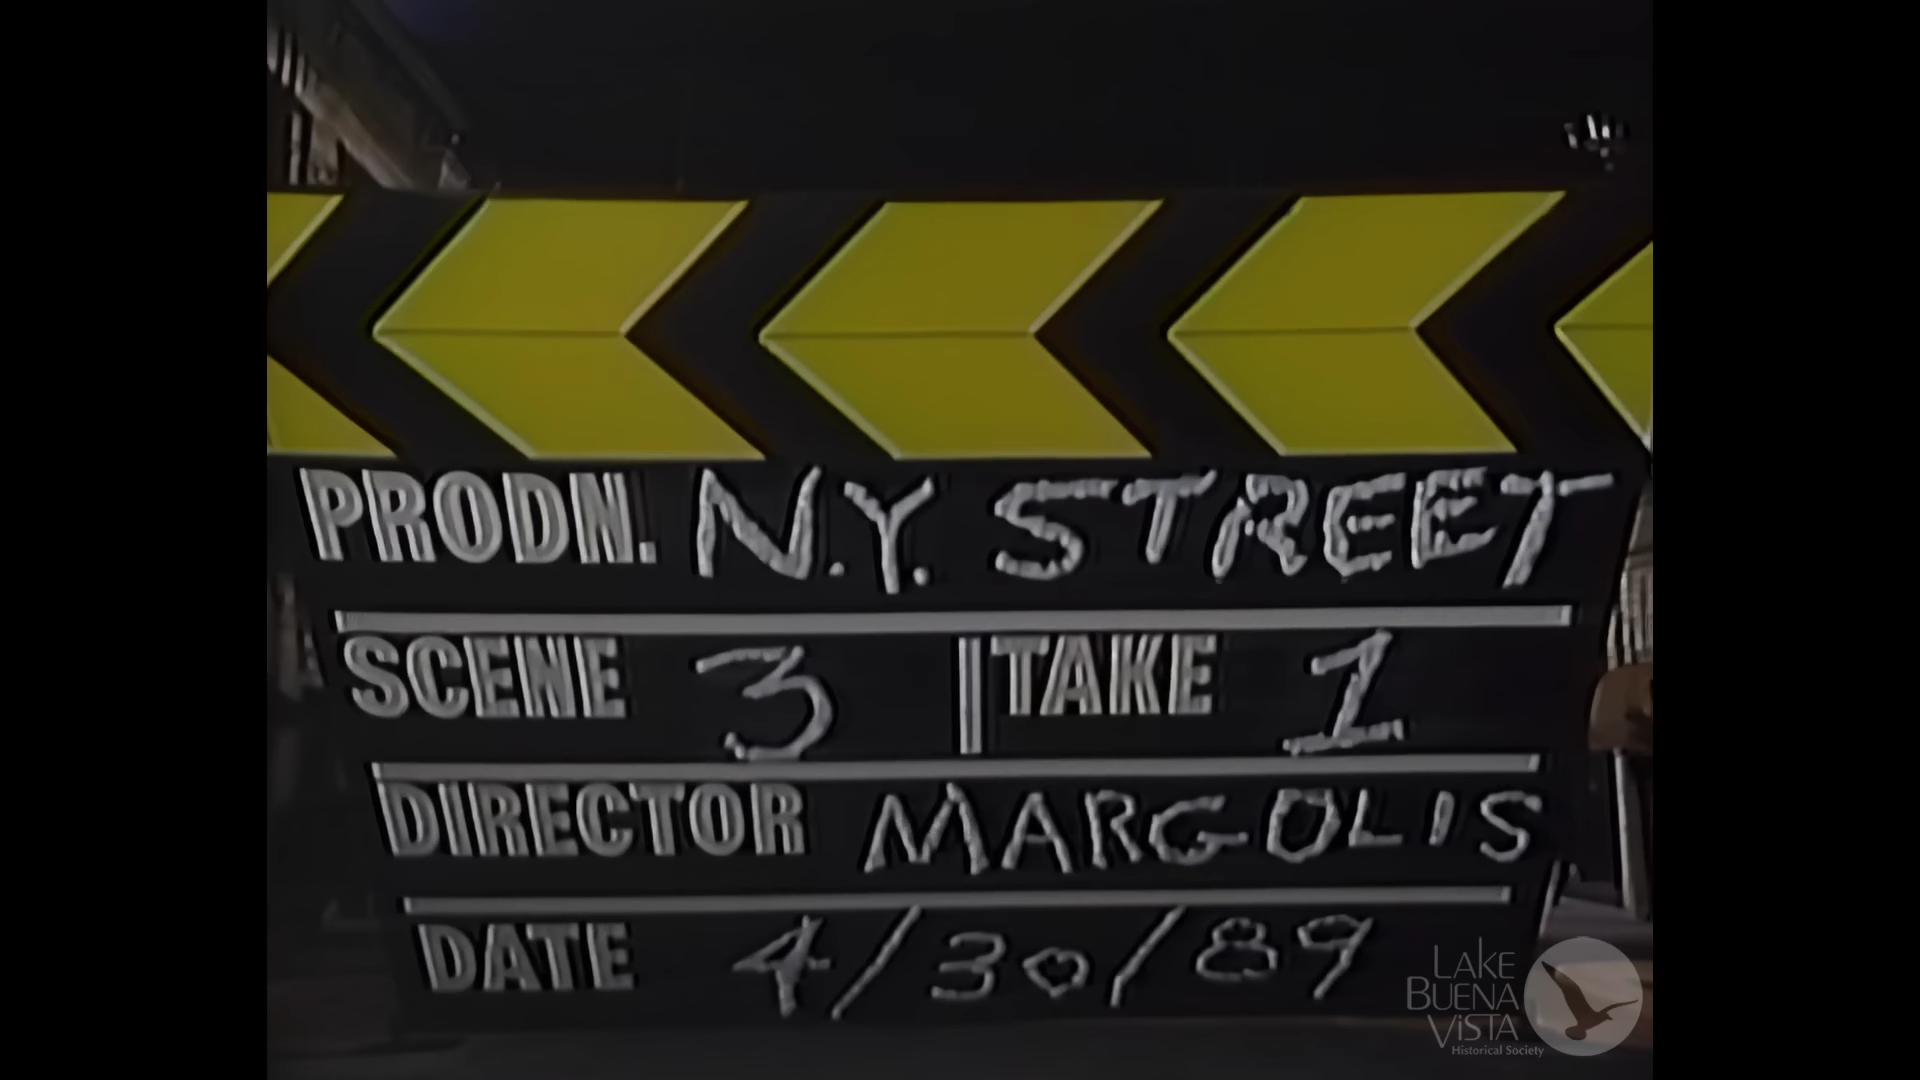 PRODN. N.Y. STREET
SCENE 3 TAKE 1
DIRECTOR MARGOLIS
DATE 4/30/89
LAKE
BUENA
VISTA
Historical Society